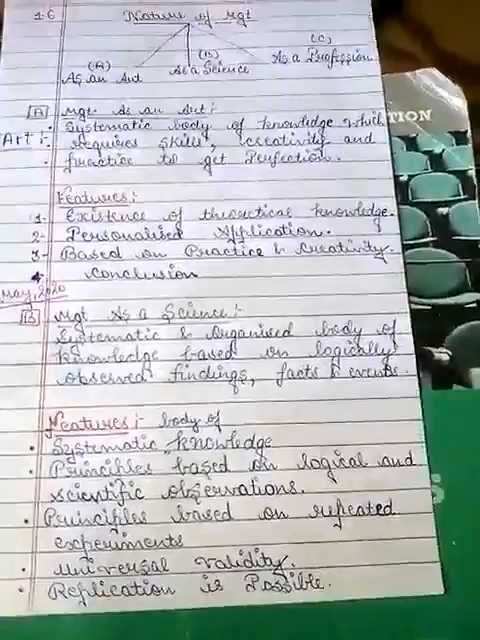 16
Nature of Mgt
(A) (B) (C)
As an Art As a Science As a Profession
[A] Mgt As an Art :
Art :- Systematic body of knowledge which
requires skills, creativity and
practice to get Perfection.
Features :
1- Existence of theoretical knowledge.
2- Personalised Application.
3- Based on Practice & Creativity.
4. Conclusion
May, 2020
[B] Mgt As a Science :-
Systematic & Organised body of
knowledge based on logically
observed findings, facts & events.
Features :- body of
• Systematic knowledge
• Principles based on logical and
scientific observations.
• Principles based on repeated
experiments
• Universal Validity.
• Replication is Possible.
TION